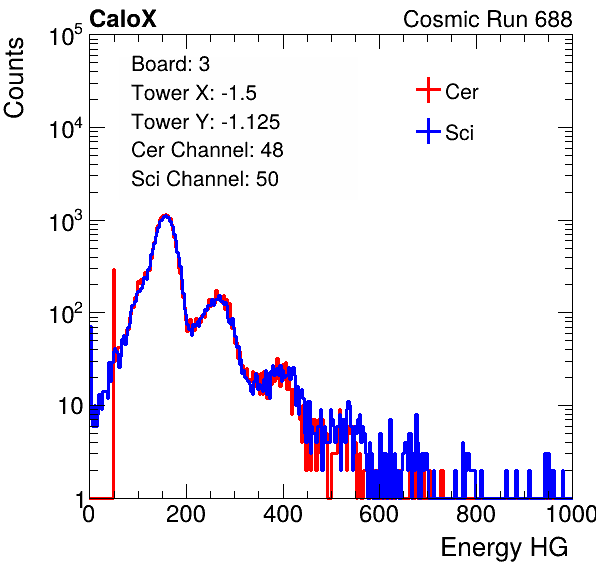 CaloX Cosmic Run 688
Counts
10^5
10^4
10^3
10^2
10
1
Board: 3
Tower X: -1.5
Tower Y: -1.125
Cer Channel: 48
Sci Channel: 50
Cer
Sci
0 200 400 600 800 1000
Energy HG